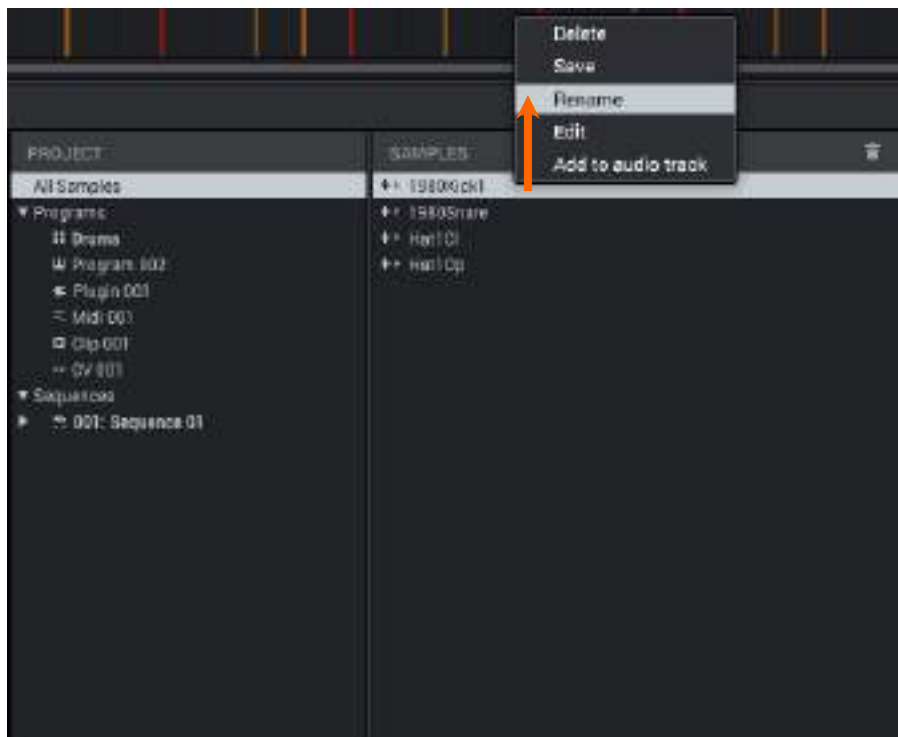 Delete
Save
Rename
Edit
Add to audio track
PROJECT
SAMPLES
All Samples
1980Kick1
Programs
1980Snare
Drums
Hat1Cl
Program 002
Hat1Op
Plugin 001
Midi 001
Clip 001
CV 001
Sequences
001: Sequence 01